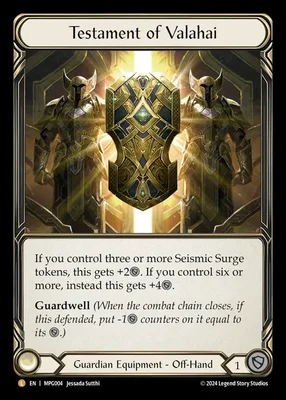 Testament of Valahai
If you control three or more Seismic Surge
tokens, this gets +2. If you control six or
more, instead this gets +4.
Guardwell (When the combat chain closes, if
this defended, put -1 counters on it equal to
its .)
Guardian Equipment - Off-Hand
1
L EN | MPG004 Jessada Sutthi
©2024 Legend Story Studios